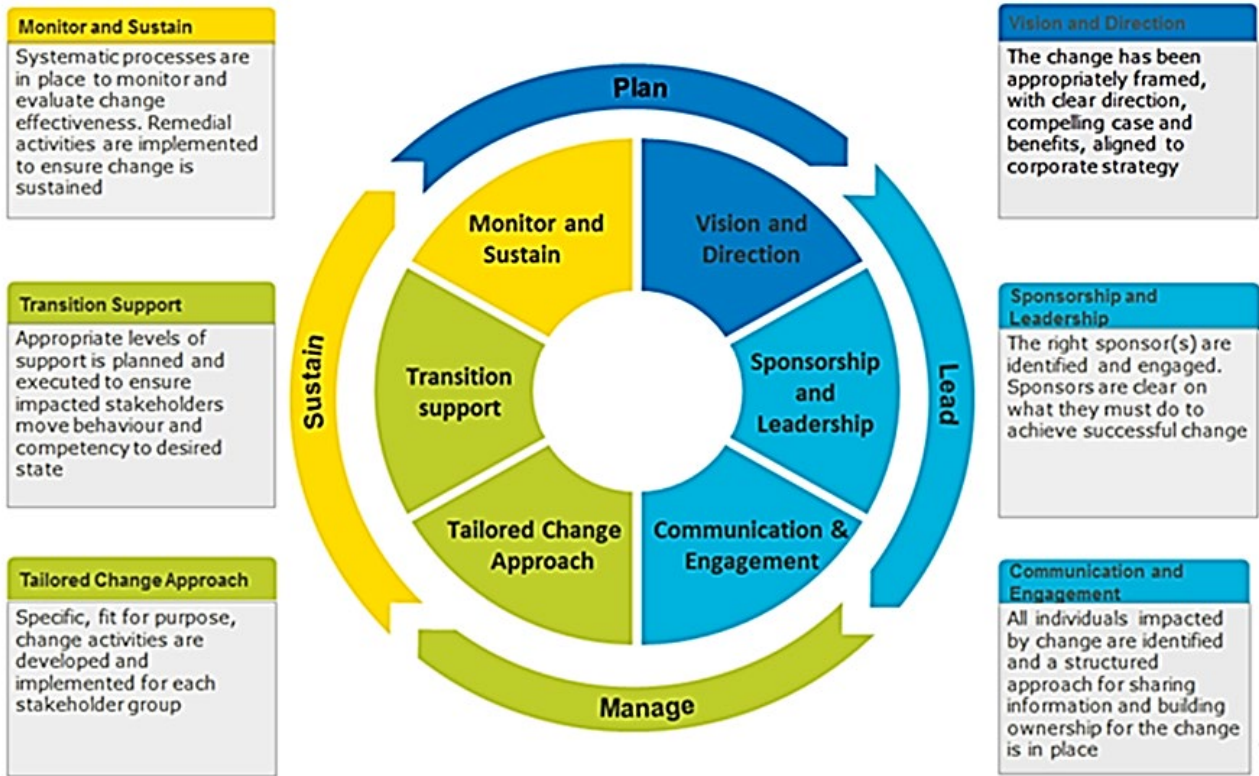 Monitor and Sustain
Systematic processes are
in place to monitor and
evaluate change
effectiveness. Remedial
activities are implemented
to ensure change is
sustained
Transition Support
Appropriate levels of
support is planned and
executed to ensure
impacted stakeholders
move behaviour and
competency to desired
state
Tailored Change Approach
Specific, fit for purpose,
change activities are
developed and
implemented for each
stakeholder group
Plan
Lead
Manage
Sustain
Monitor and
Sustain
Vision and
Direction
Transition
support
Sponsorship
and
Leadership
Tailored Change
Approach
Communication &
Engagement
Vision and Direction
The change has been
appropriately framed,
with clear direction,
compelling case and
benefits, aligned to
corporate strategy
Sponsorship and
Leadership
The right sponsor(s) are
identified and engaged.
Sponsors are clear on
what they must do to
achieve successful change
Communication and
Engagement
All individuals impacted
by change are identified
and a structured
approach for sharing
information and building
ownership for the change
is in place